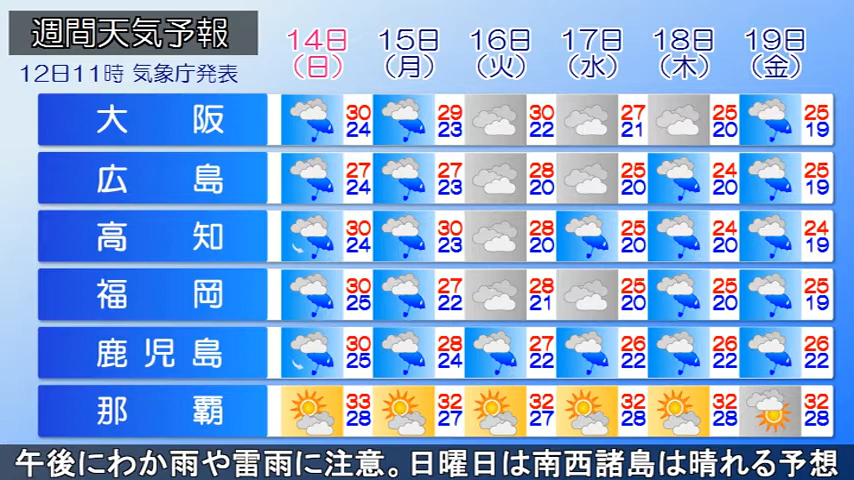 週間天気予報
12日11時 気象庁発表
14日 15日 16日 17日 18日 19日
(日) (月) (火) (水) (木) (金)
大阪 30 24 29 23 30 22 27 21 25 20 25 19
広島 27 24 27 23 28 20 25 20 24 20 25 19
高知 30 24 30 23 28 20 25 20 24 20 24 19
福岡 30 25 27 22 28 21 25 20 25 20 25 19
鹿児島 30 25 28 24 27 22 26 22 26 22 26 22
那覇 33 28 32 27 32 27 32 28 32 28 32 28
午後にわか雨や雷雨に注意。日曜日は南西諸島は晴れる予想